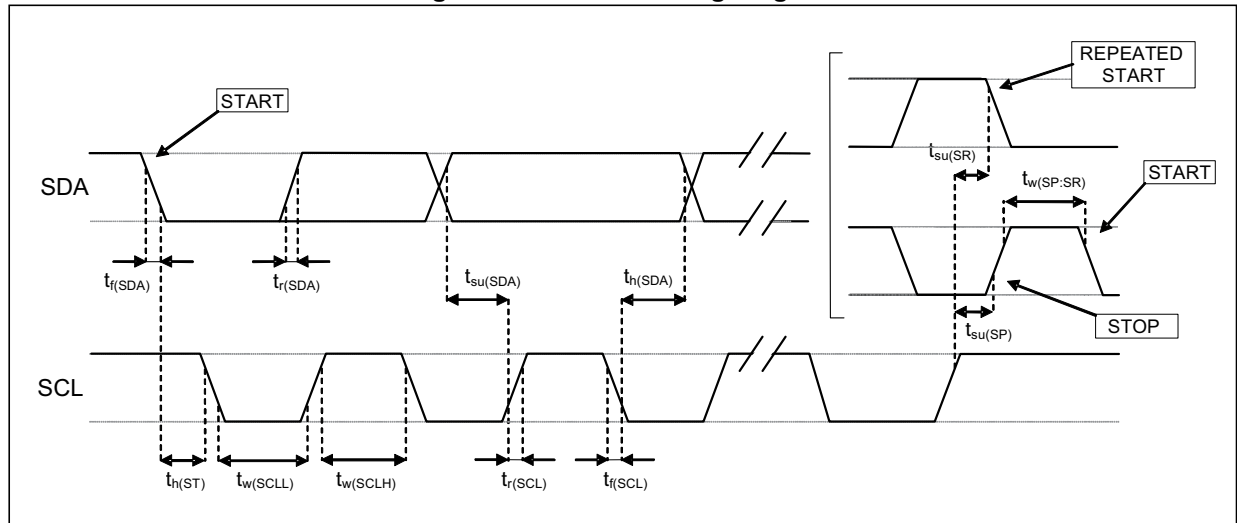 START
SDA
t_f(SDA)
t_r(SDA)
t_su(SDA)
t_h(SDA)
SCL
t_h(ST)
t_w(SCLL)
t_w(SCLH)
t_r(SCL)
t_f(SCL)
REPEATED
START
t_su(SR)
t_w(SP:SR)
START
t_su(SP)
STOP